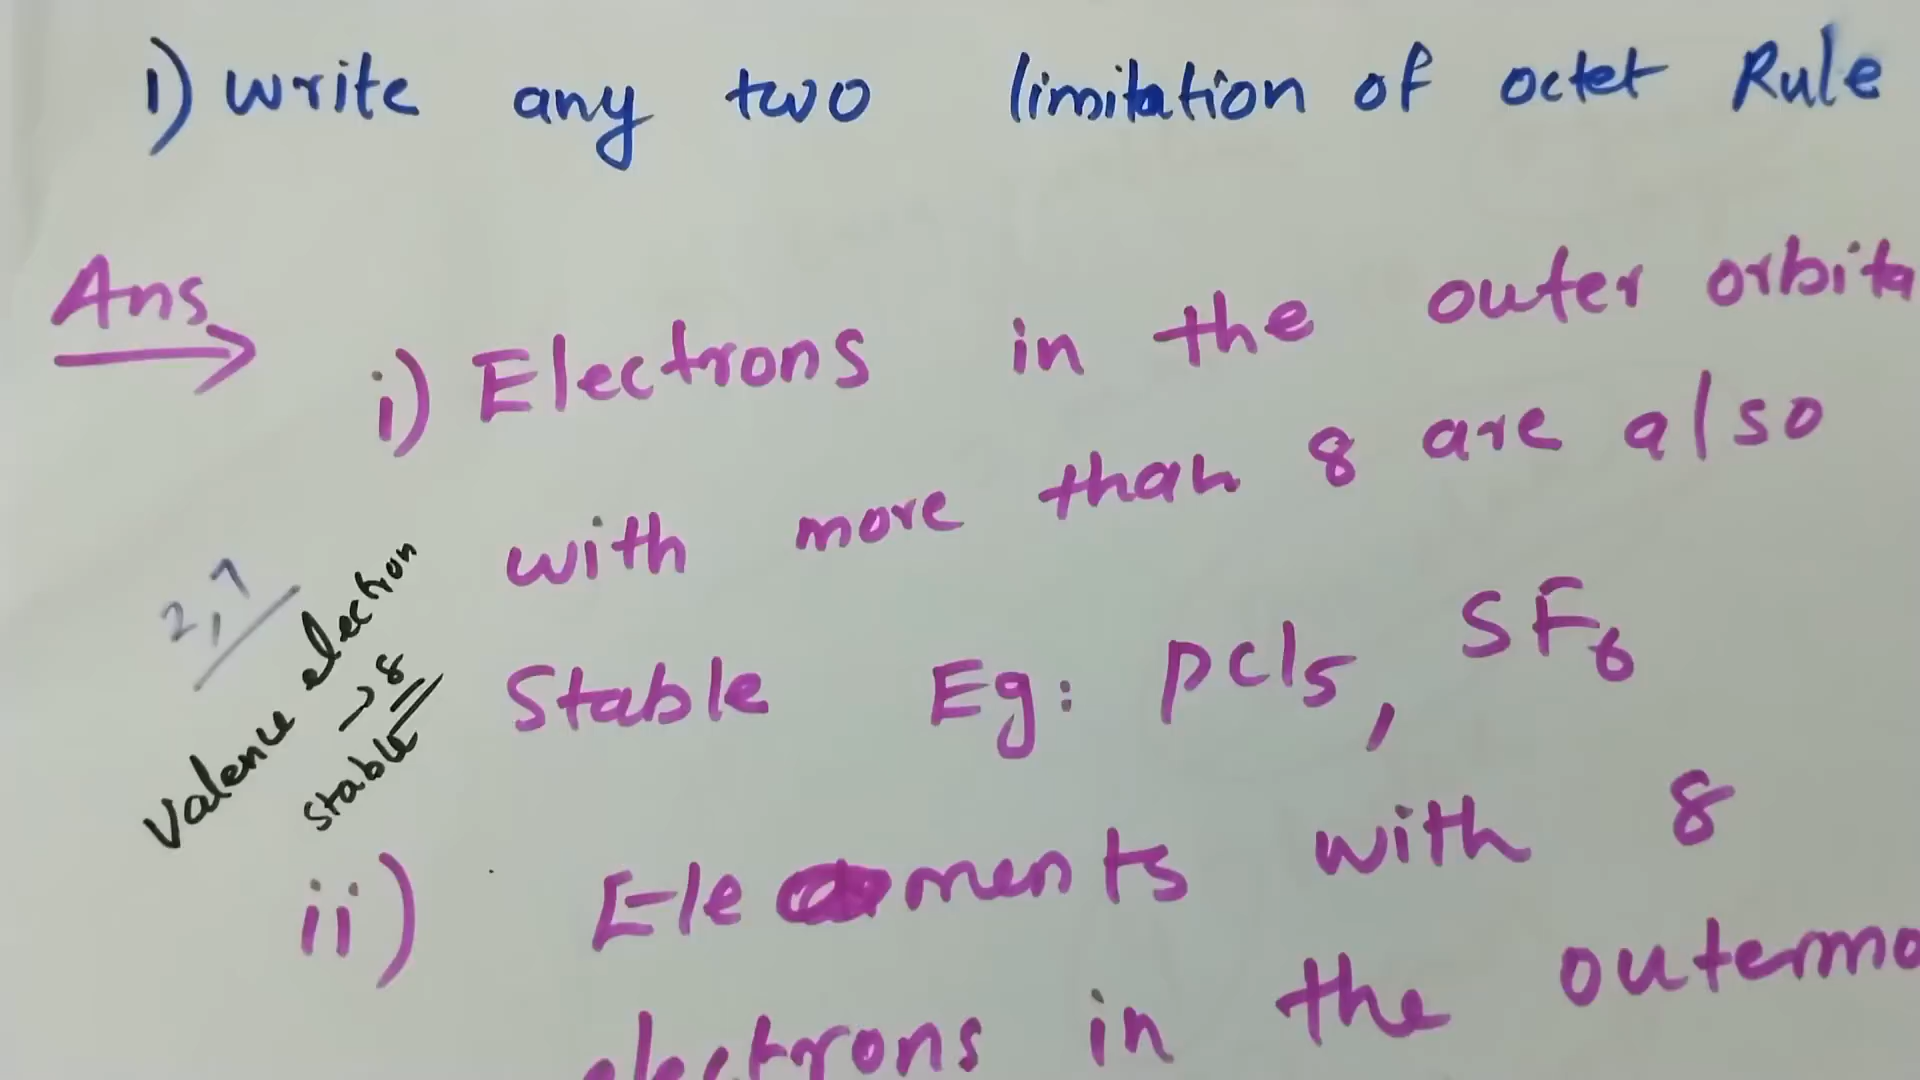 1) write any two limitation of octet Rule
Ans
i) Electrons in the outer orbita
with more than 8 are also
Stable Eg: PCl5, SF6
2,7
Valence electron
→ 8
stable
ii) Elements with 8
electrons in the outermo